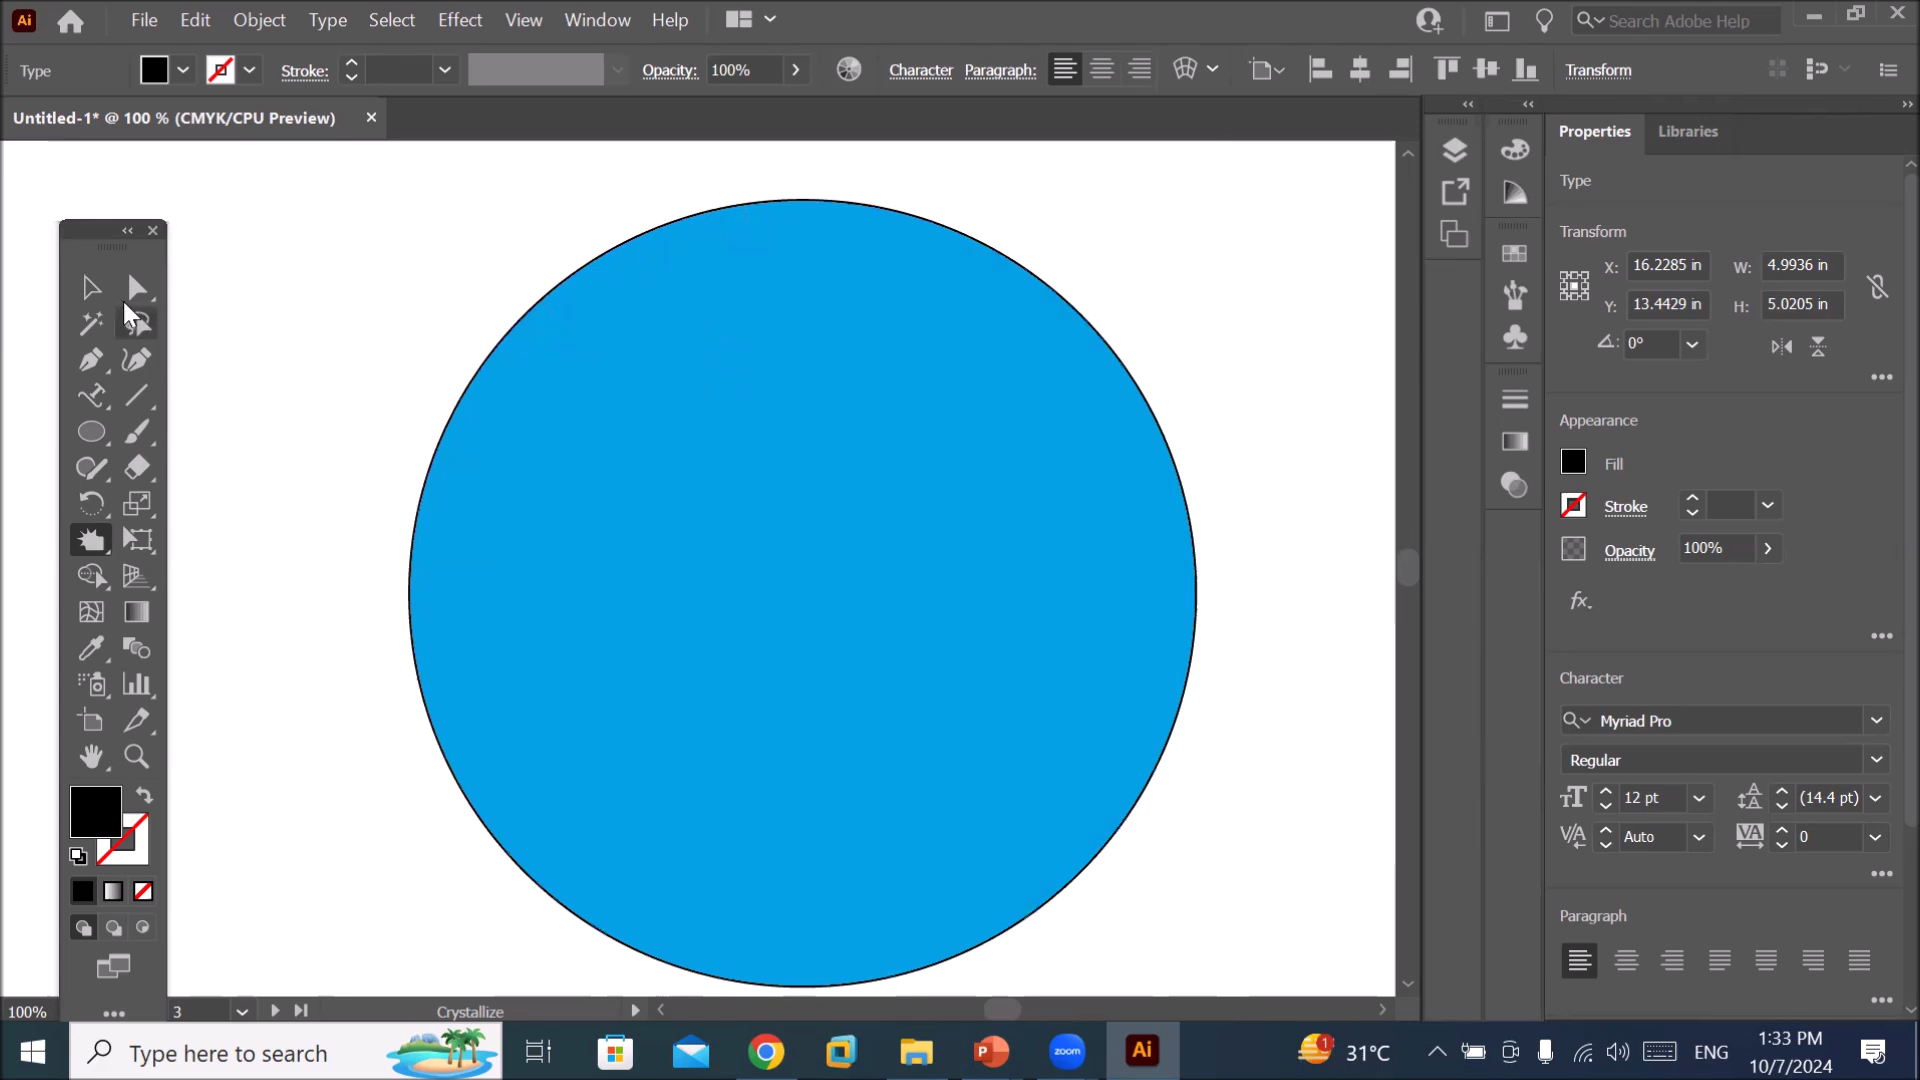 Ai File Edit Object Type Select Effect View Window Help Search Adobe Help
Type Stroke: Opacity: 100% Character Paragraph: Transform
Untitled-1* @ 100 % (CMYK/CPU Preview)
Properties Libraries
Type
Transform
X: 16.2285 in W: 4.9936 in
Y: 13.4429 in H: 5.0205 in
0°
Appearance
Fill
Stroke
Opacity 100%
fx.
Character
Myriad Pro
Regular
12 pt (14.4 pt)
Auto 0
Paragraph
100% 3 Crystallize
Type here to search zoom Ai 1 31°C ENG 1:33 PM
10/7/2024